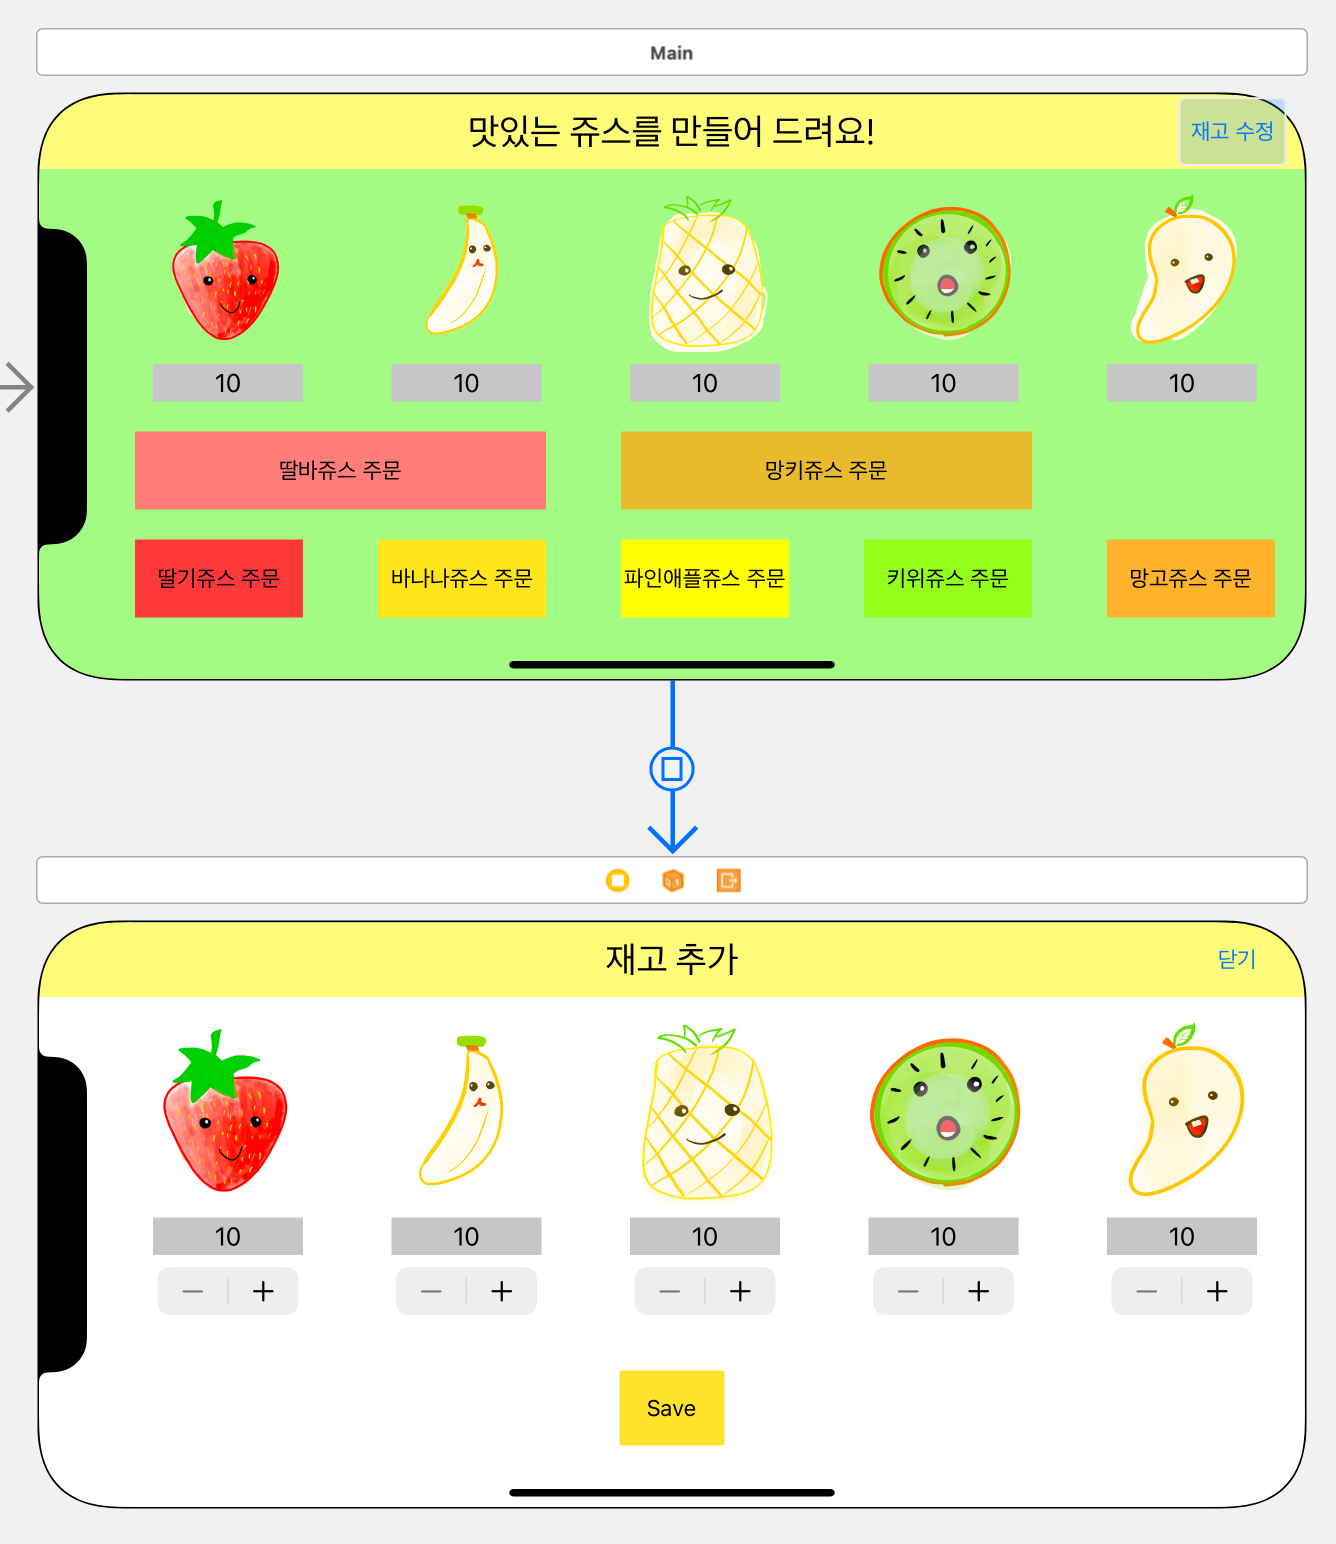 Main
맛있는 쥬스를 만들어 드려요!
재고 수정
10 10 10 10 10
딸바쥬스 주문 망키쥬스 주문
딸기쥬스 주문 바나나쥬스 주문 파인애플쥬스 주문 키위쥬스 주문 망고쥬스 주문
재고 추가
닫기
10 10 10 10 10
Save